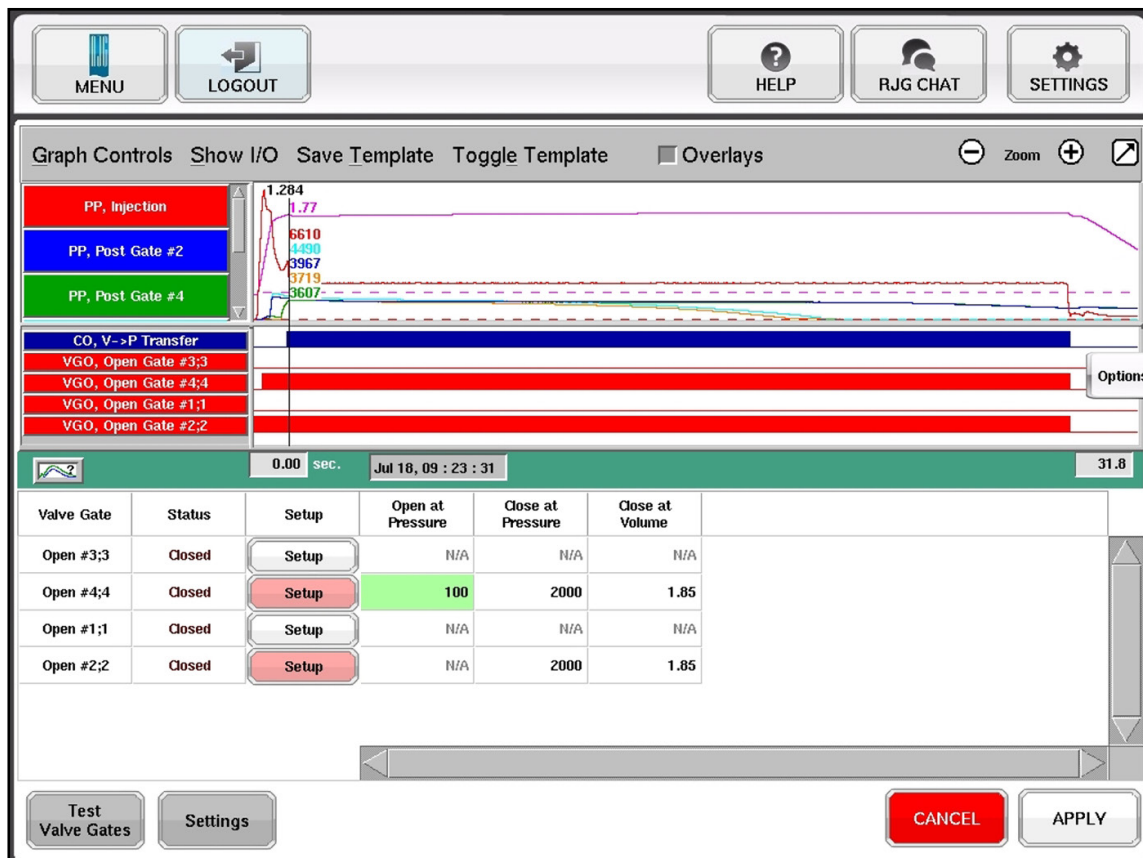 MENU
LOGOUT
HELP
RJG CHAT
SETTINGS
Graph Controls Show I/O Save Template Toggle Template Overlays Zoom
PP, Injection
PP, Post Gate #2
PP, Post Gate #4
1.284
1.77
6610
4490
3967
3719
3607
CO, V->P Transfer
VGO, Open Gate #3;3
VGO, Open Gate #4;4
VGO, Open Gate #1;1
VGO, Open Gate #2;2
Options
0.00 sec. Jul 18, 09 : 23 : 31 31.8
Valve Gate Status Setup Open at Pressure Close at Pressure Close at Volume
Open #3;3 Closed Setup N/A N/A N/A
Open #4;4 Closed Setup 100 2000 1.85
Open #1;1 Closed Setup N/A N/A N/A
Open #2;2 Closed Setup N/A 2000 1.85
Test
Valve Gates
Settings
CANCEL
APPLY